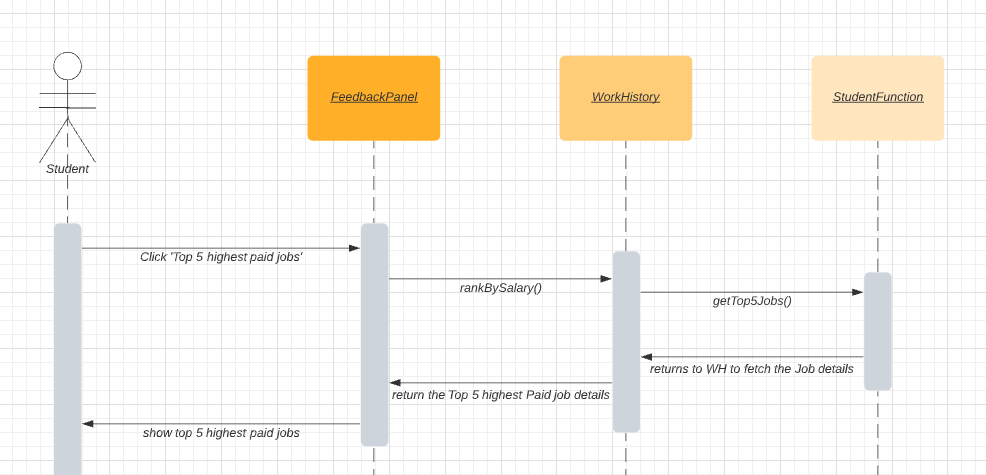 FeedbackPanel
WorkHistory
StudentFunction
Student
Click 'Top 5 highest paid jobs'
rankBySalary()
getTop5Jobs()
returns to WH to fetch the Job details
return the Top 5 highest Paid job details
show top 5 highest paid jobs